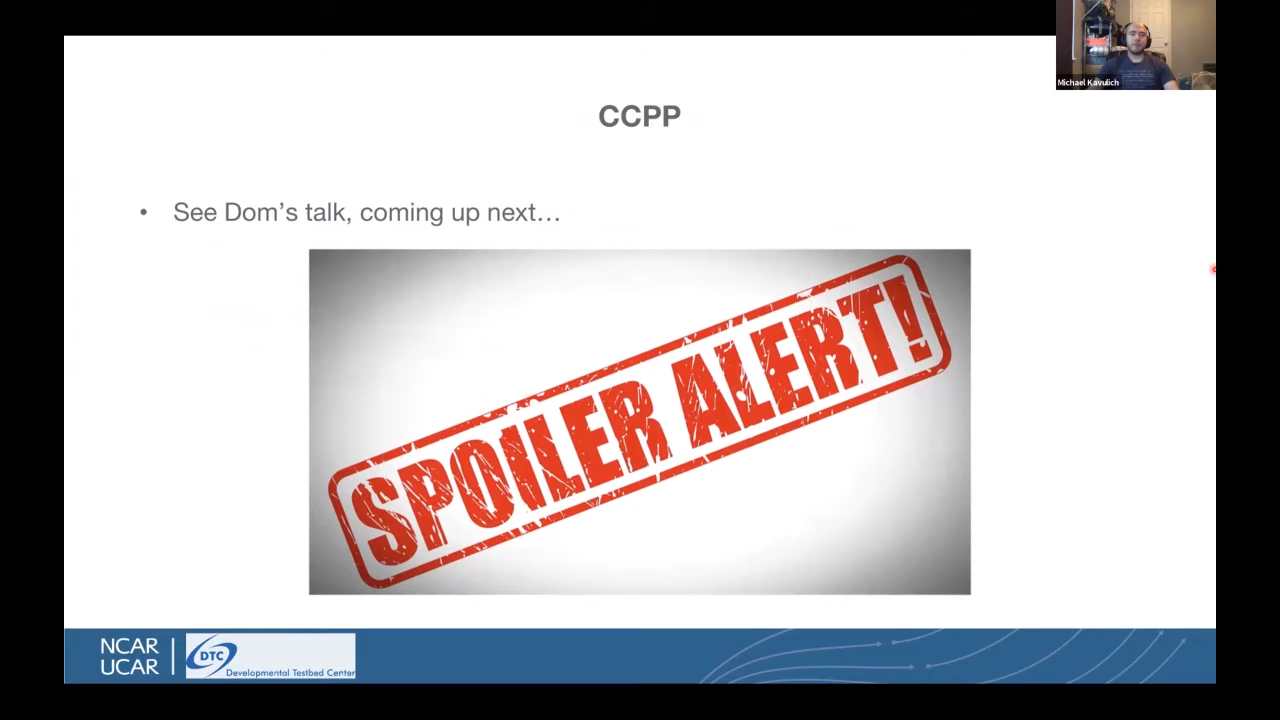 Michael Kavulich
CCPP
• See Dom's talk, coming up next…
SPOILER ALERT!
NCAR
UCAR
DTC
Developmental Testbed Center